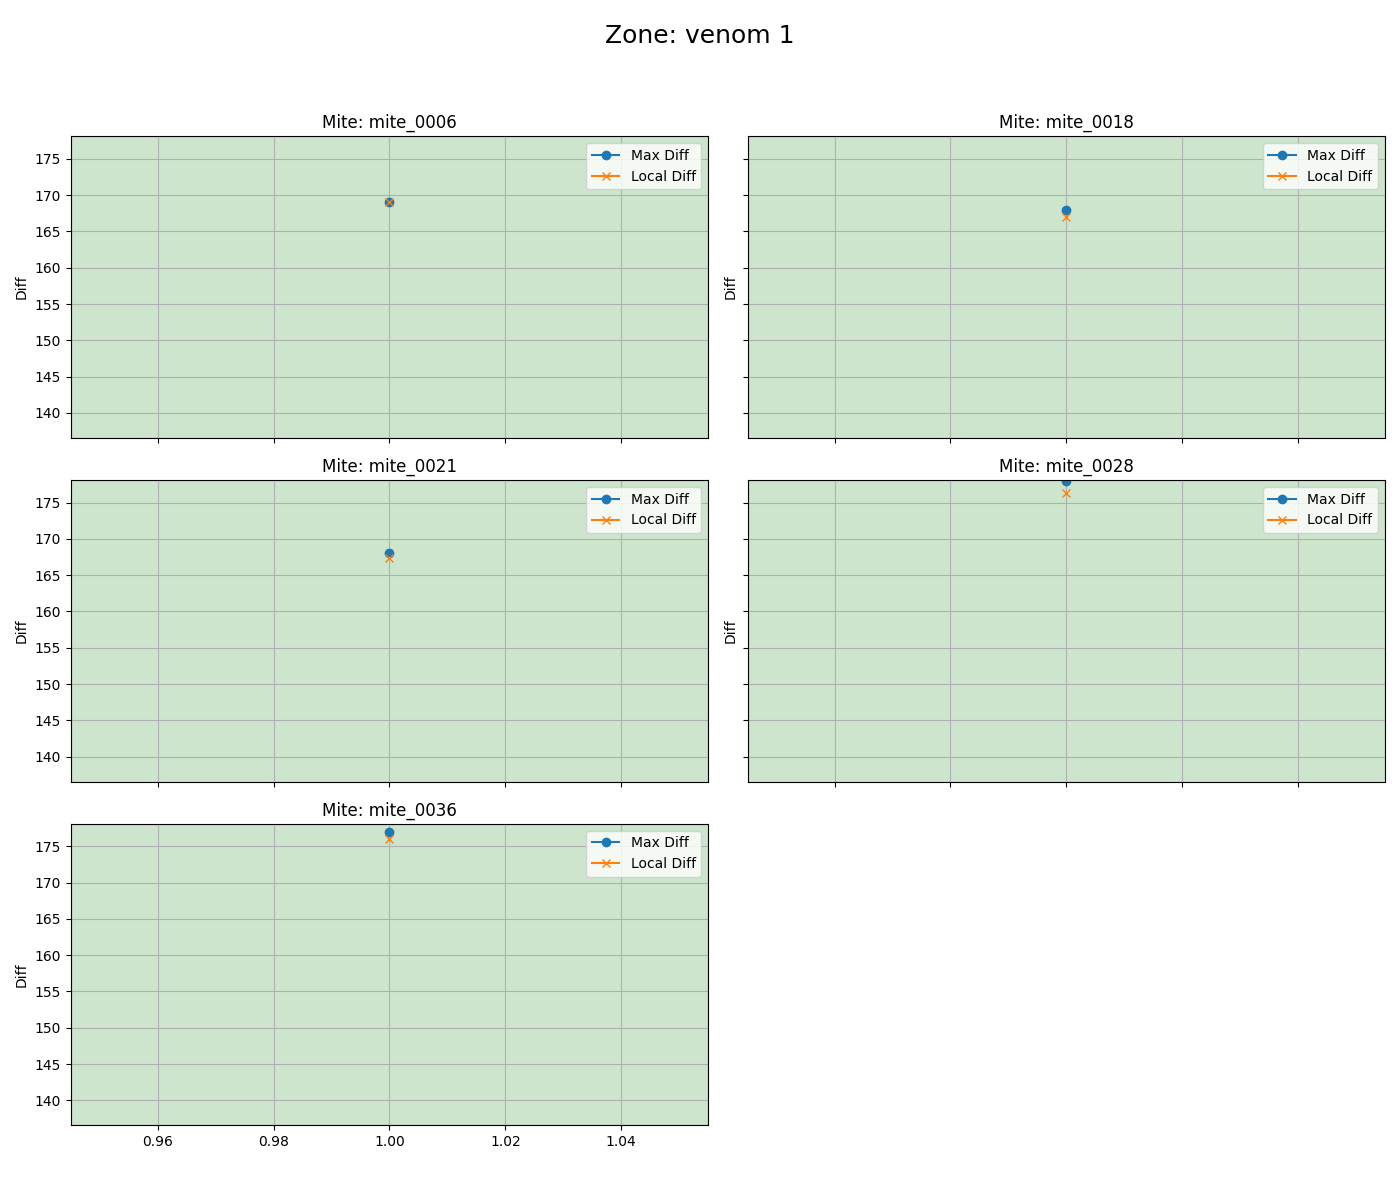 Zone: venom 1
Mite: mite_0006
175
170
165
160
155
150
145
140
Diff
Max Diff
Local Diff
Mite: mite_0018
Diff
Max Diff
Local Diff
Mite: mite_0021
175
170
165
160
155
150
145
140
Diff
Max Diff
Local Diff
Mite: mite_0028
Diff
Max Diff
Local Diff
Mite: mite_0036
175
170
165
160
155
150
145
140
Diff
Max Diff
Local Diff
0.96 0.98 1.00 1.02 1.04